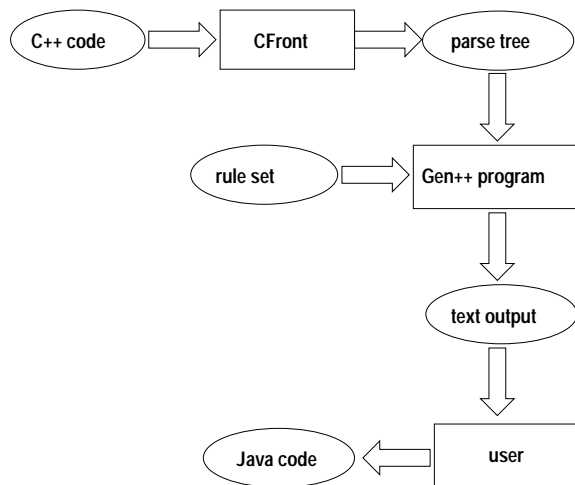 C++ code
CFront
parse tree
rule set
Gen++ program
text output
Java code
user